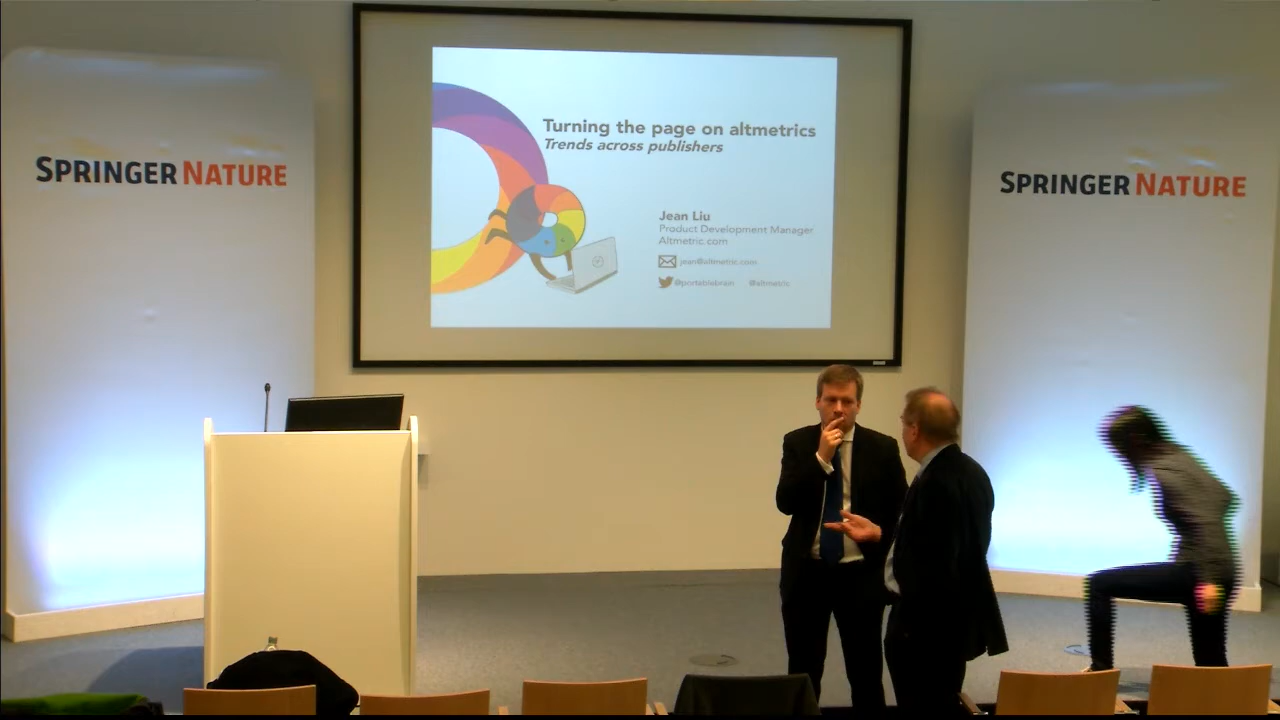 SPRINGER NATURE
Turning the page on altmetrics
Trends across publishers
Jean Liu
Product Development Manager
Altmetric.com
jean@altmetric.com
@portablebrain @altmetric
SPRINGER NATURE